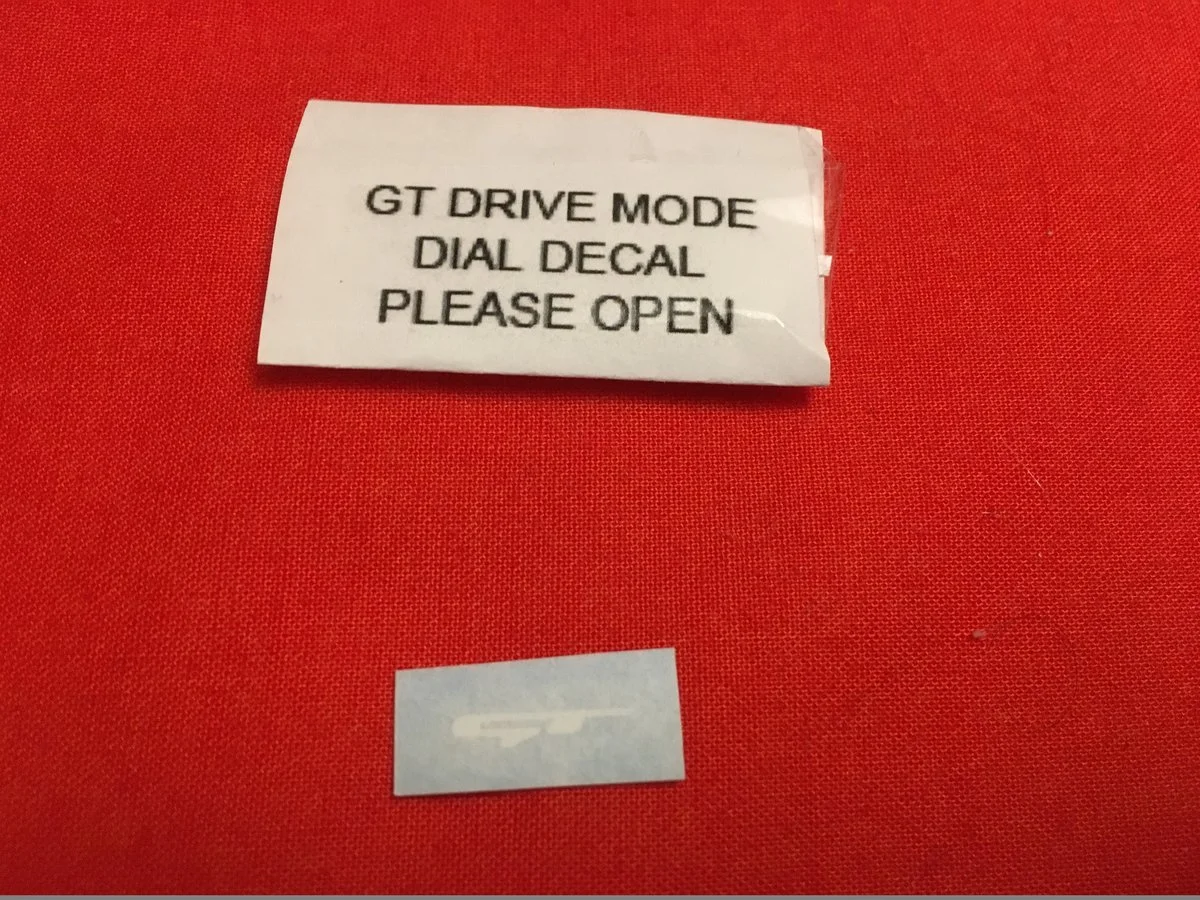 GT DRIVE MODE
DIAL DECAL
PLEASE OPEN
GT